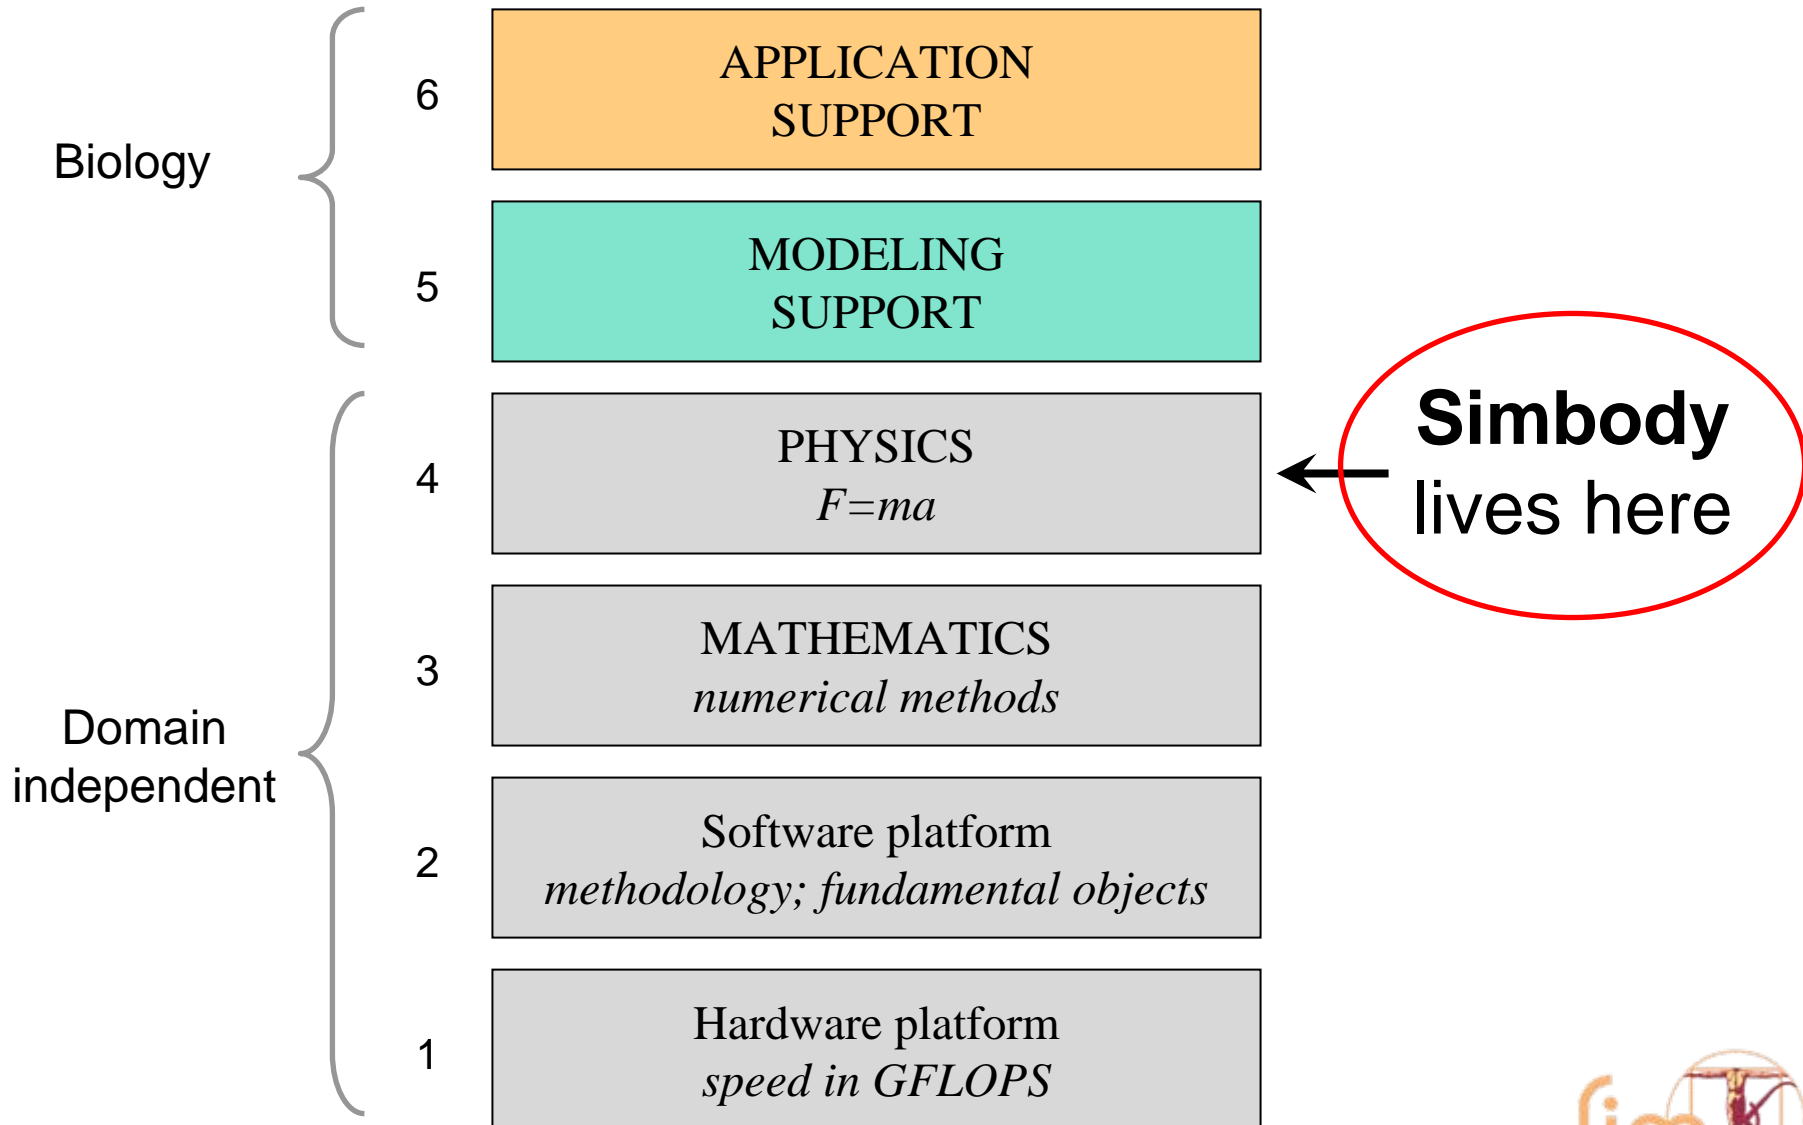 6
APPLICATION
SUPPORT
Biology
5
MODELING
SUPPORT
4
PHYSICS
F=ma
Simbody
lives here
3
MATHEMATICS
numerical methods
Domain
independent
2
Software platform
methodology; fundamental objects
1
Hardware platform
speed in GFLOPS